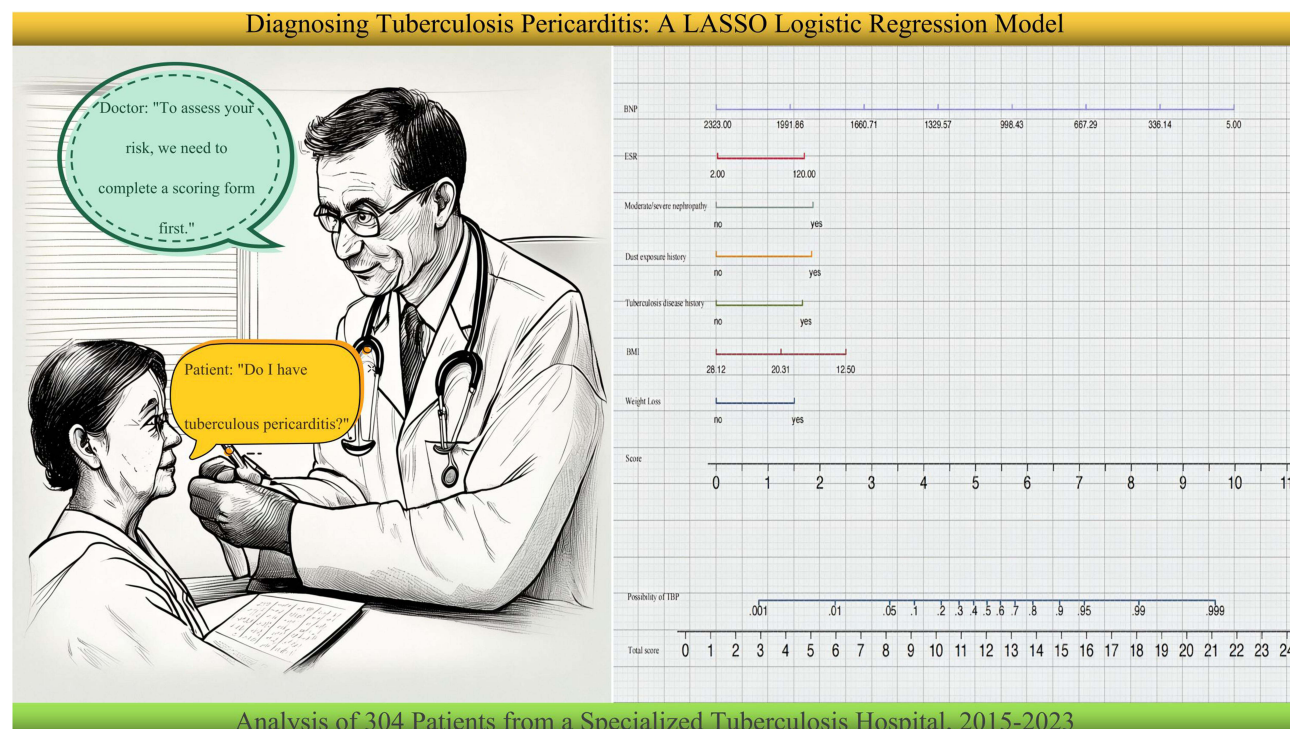 Diagnosing Tuberculosis Pericarditis: A LASSO Logistic Regression Model
Doctor: "To assess your
risk, we need to
complete a scoring form
first."
Patient: "Do I have
tuberculous pericarditis?"
BNP
2323.00 1991.86 1660.71 1329.57 998.43 667.29 336.14 5.00
ESR
2.00 120.00
Moderate/severe nephropathy
no yes
Dust exposure history
no yes
Tuberculosis disease history
no yes
BMI
28.12 20.31 12.50
Weight Loss
no yes
Score
0 1 2 3 4 5 6 7 8 9 10 11
Possibility of TBP
.001 .01 .05 .1 .2 .3 .4 .5 .6 .7 .8 .9 .95 .99 .999
Total score 0 1 2 3 4 5 6 7 8 9 10 11 12 13 14 15 16 17 18 19 20 21 22 23 24
Analysis of 304 Patients from a Specialized Tuberculosis Hospital, 2015-2023